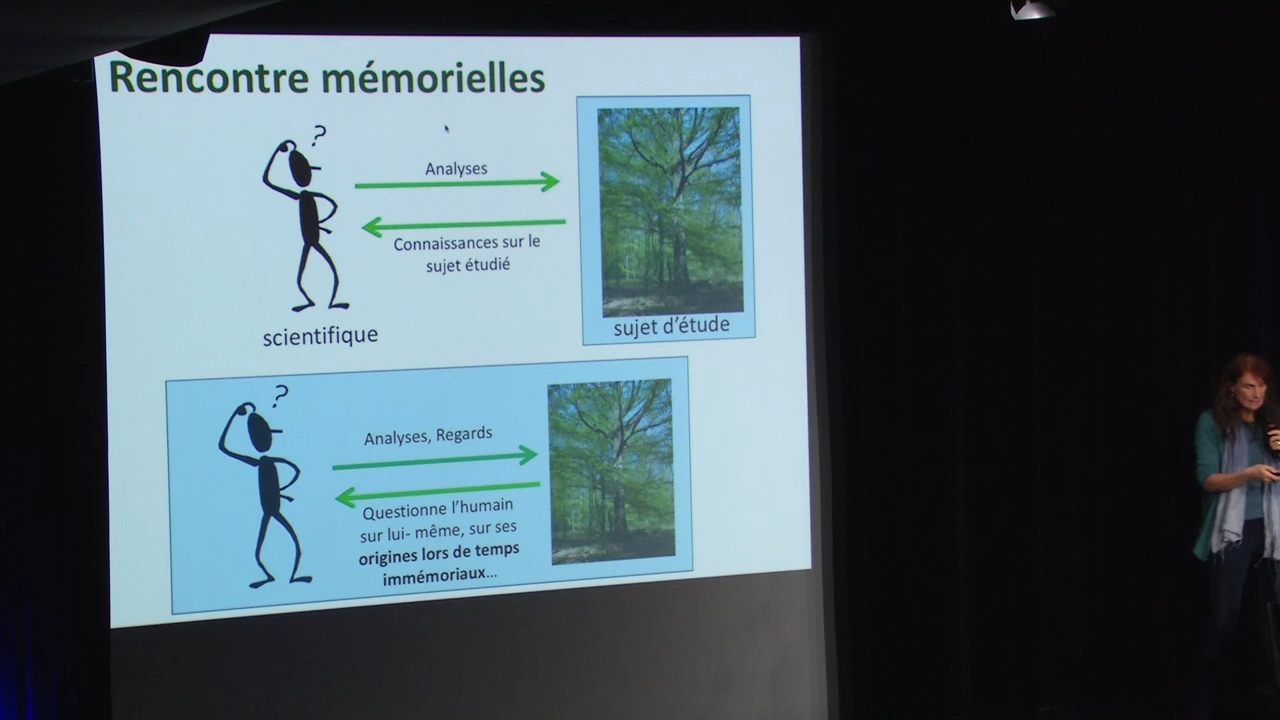 Rencontre mémorielles
?
Analyses
Connaissances sur le
sujet étudié
scientifique
sujet d'étude
?
Analyses, Regards
Questionne l'humain
sur lui- même, sur ses
origines lors de temps
immémoriaux...